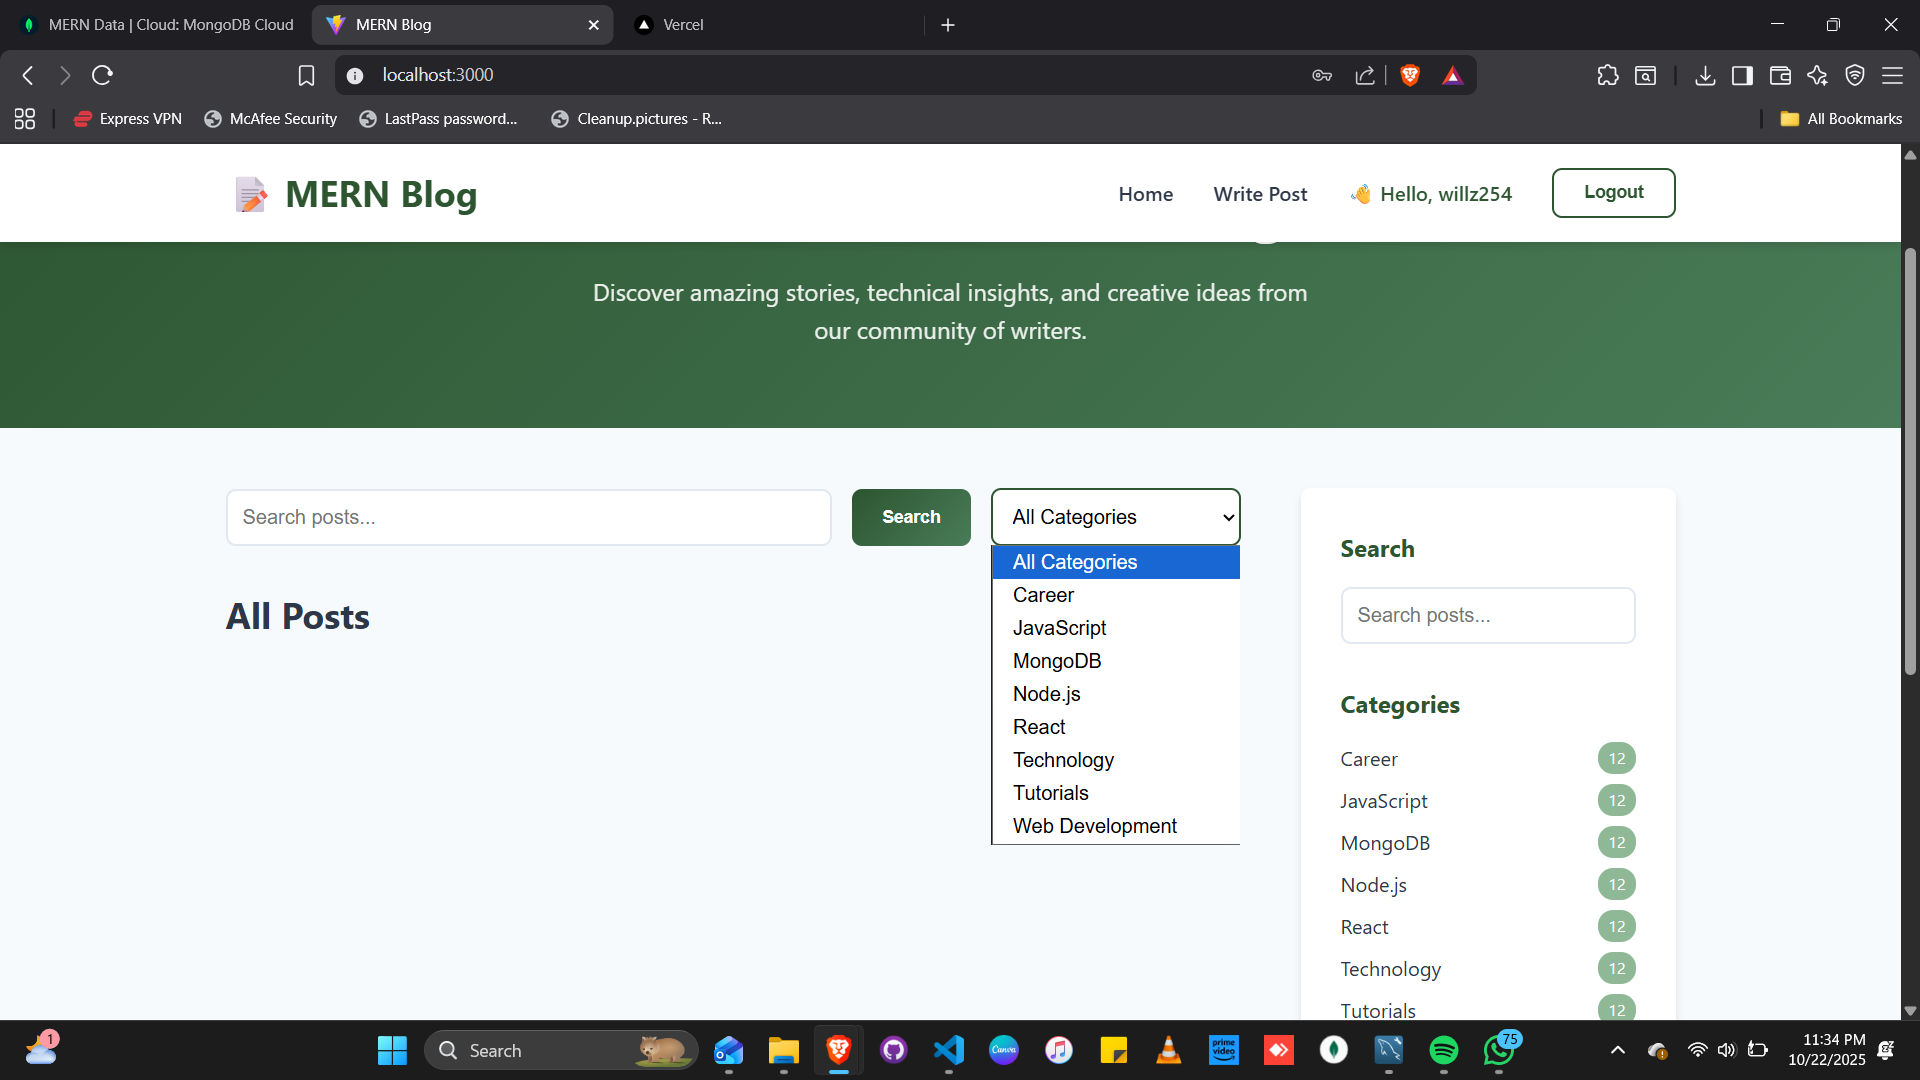 MERN Data | Cloud: MongoDB Cloud
MERN Blog
Vercel
localhost:3000
Express VPN
McAfee Security
LastPass password...
Cleanup.pictures - R...
All Bookmarks
MERN Blog
Home
Write Post
👋 Hello, willz254
Logout
Discover amazing stories, technical insights, and creative ideas from
our community of writers.
Search posts...
Search
All Categories
All Categories
Career
JavaScript
MongoDB
Node.js
React
Technology
Tutorials
Web Development
All Posts
Search
Search posts...
Categories
Career 12
JavaScript 12
MongoDB 12
Node.js 12
React 12
Technology 12
Tutorials 12
1
Search
Canva
prime video
75
11:34 PM
10/22/2025